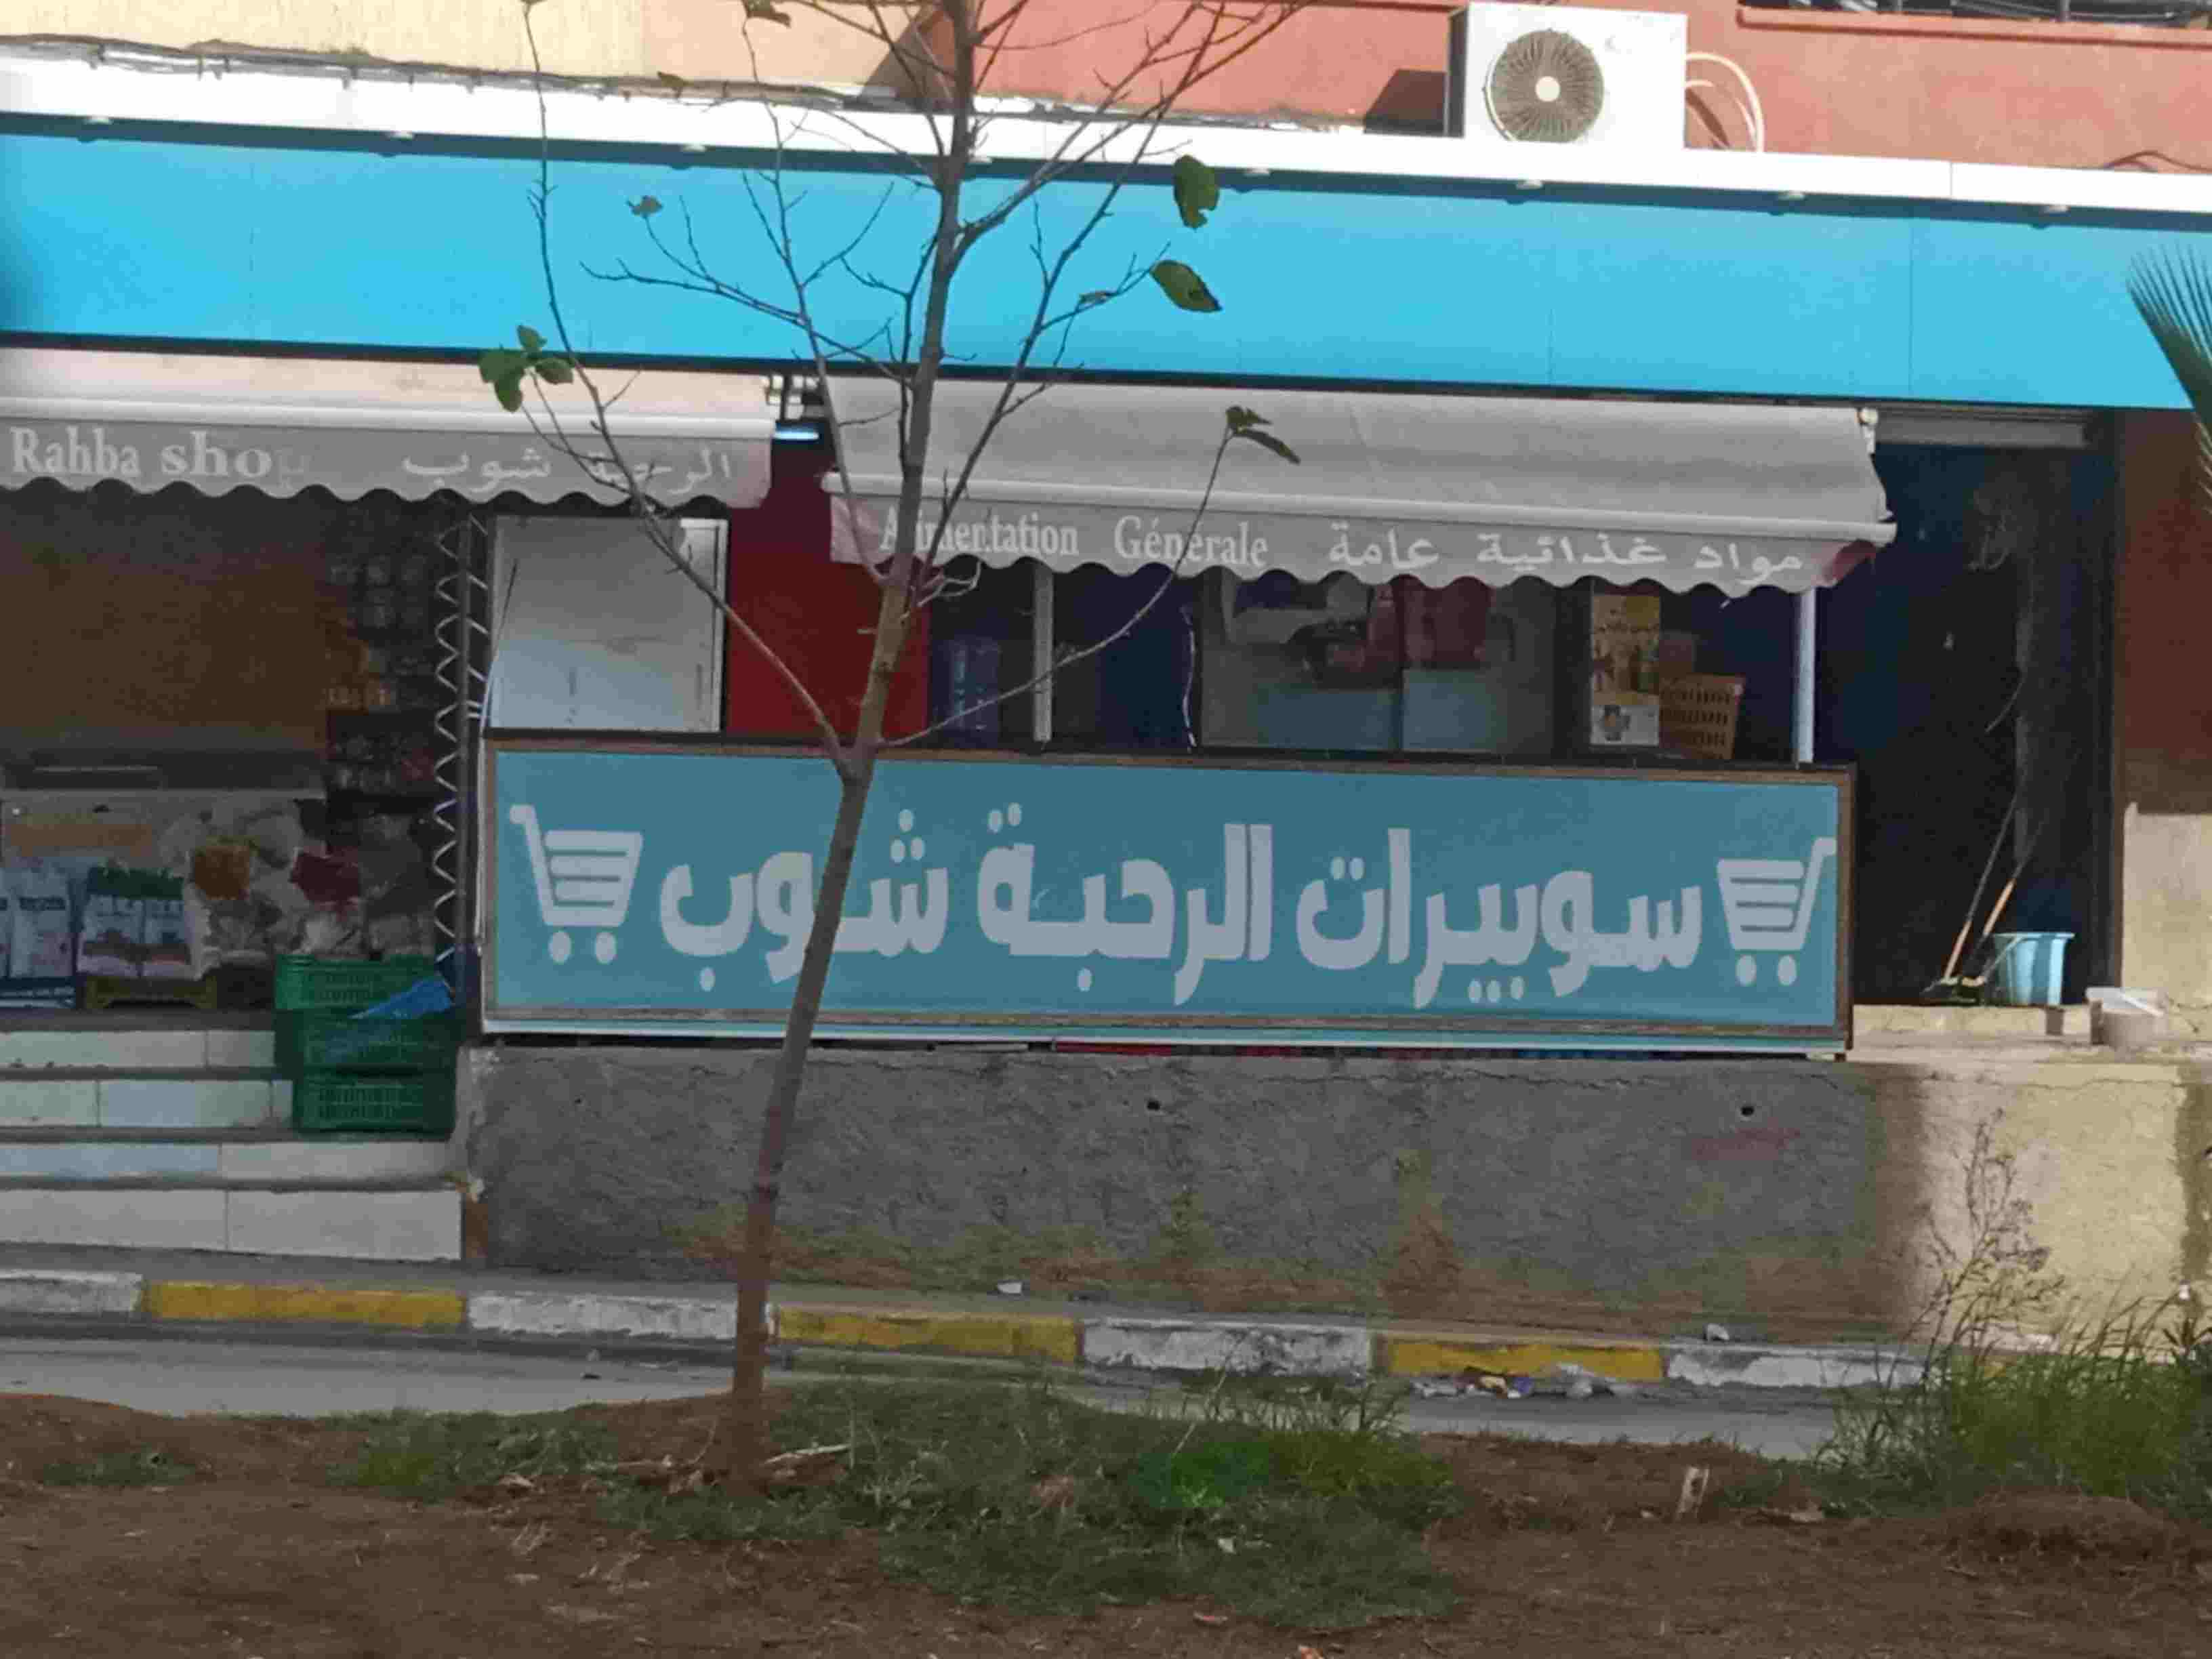 Rahba shop الرحبة شوب
Alimentation Génerale مواد غذائية عامة
سوبيرات الرحبة شوب